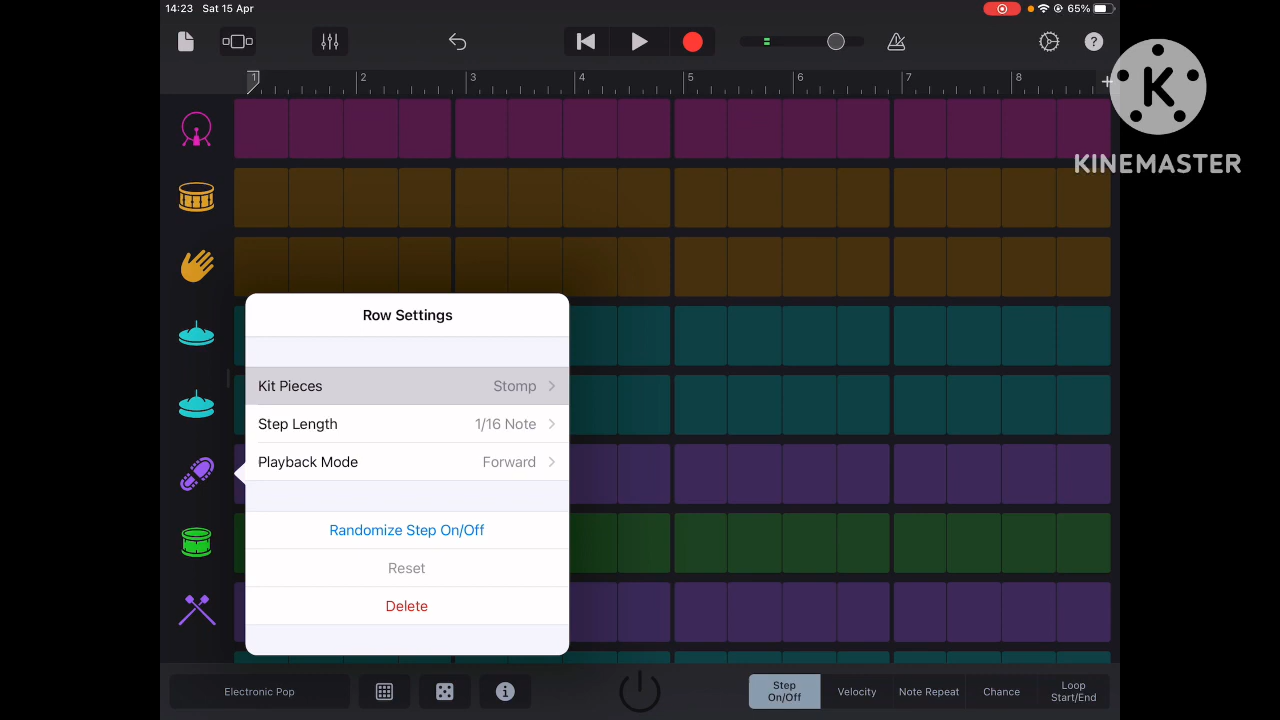 14:23 Sat 15 Apr
65%
1 2 3 4 5 6 7 8
K
KINEMASTER
Row Settings
Kit Pieces Stomp
Step Length 1/16 Note
Playback Mode Forward
Randomize Step On/Off
Reset
Delete
Electronic Pop
Step
On/Off
Velocity
Note Repeat
Chance
Loop
Start/End